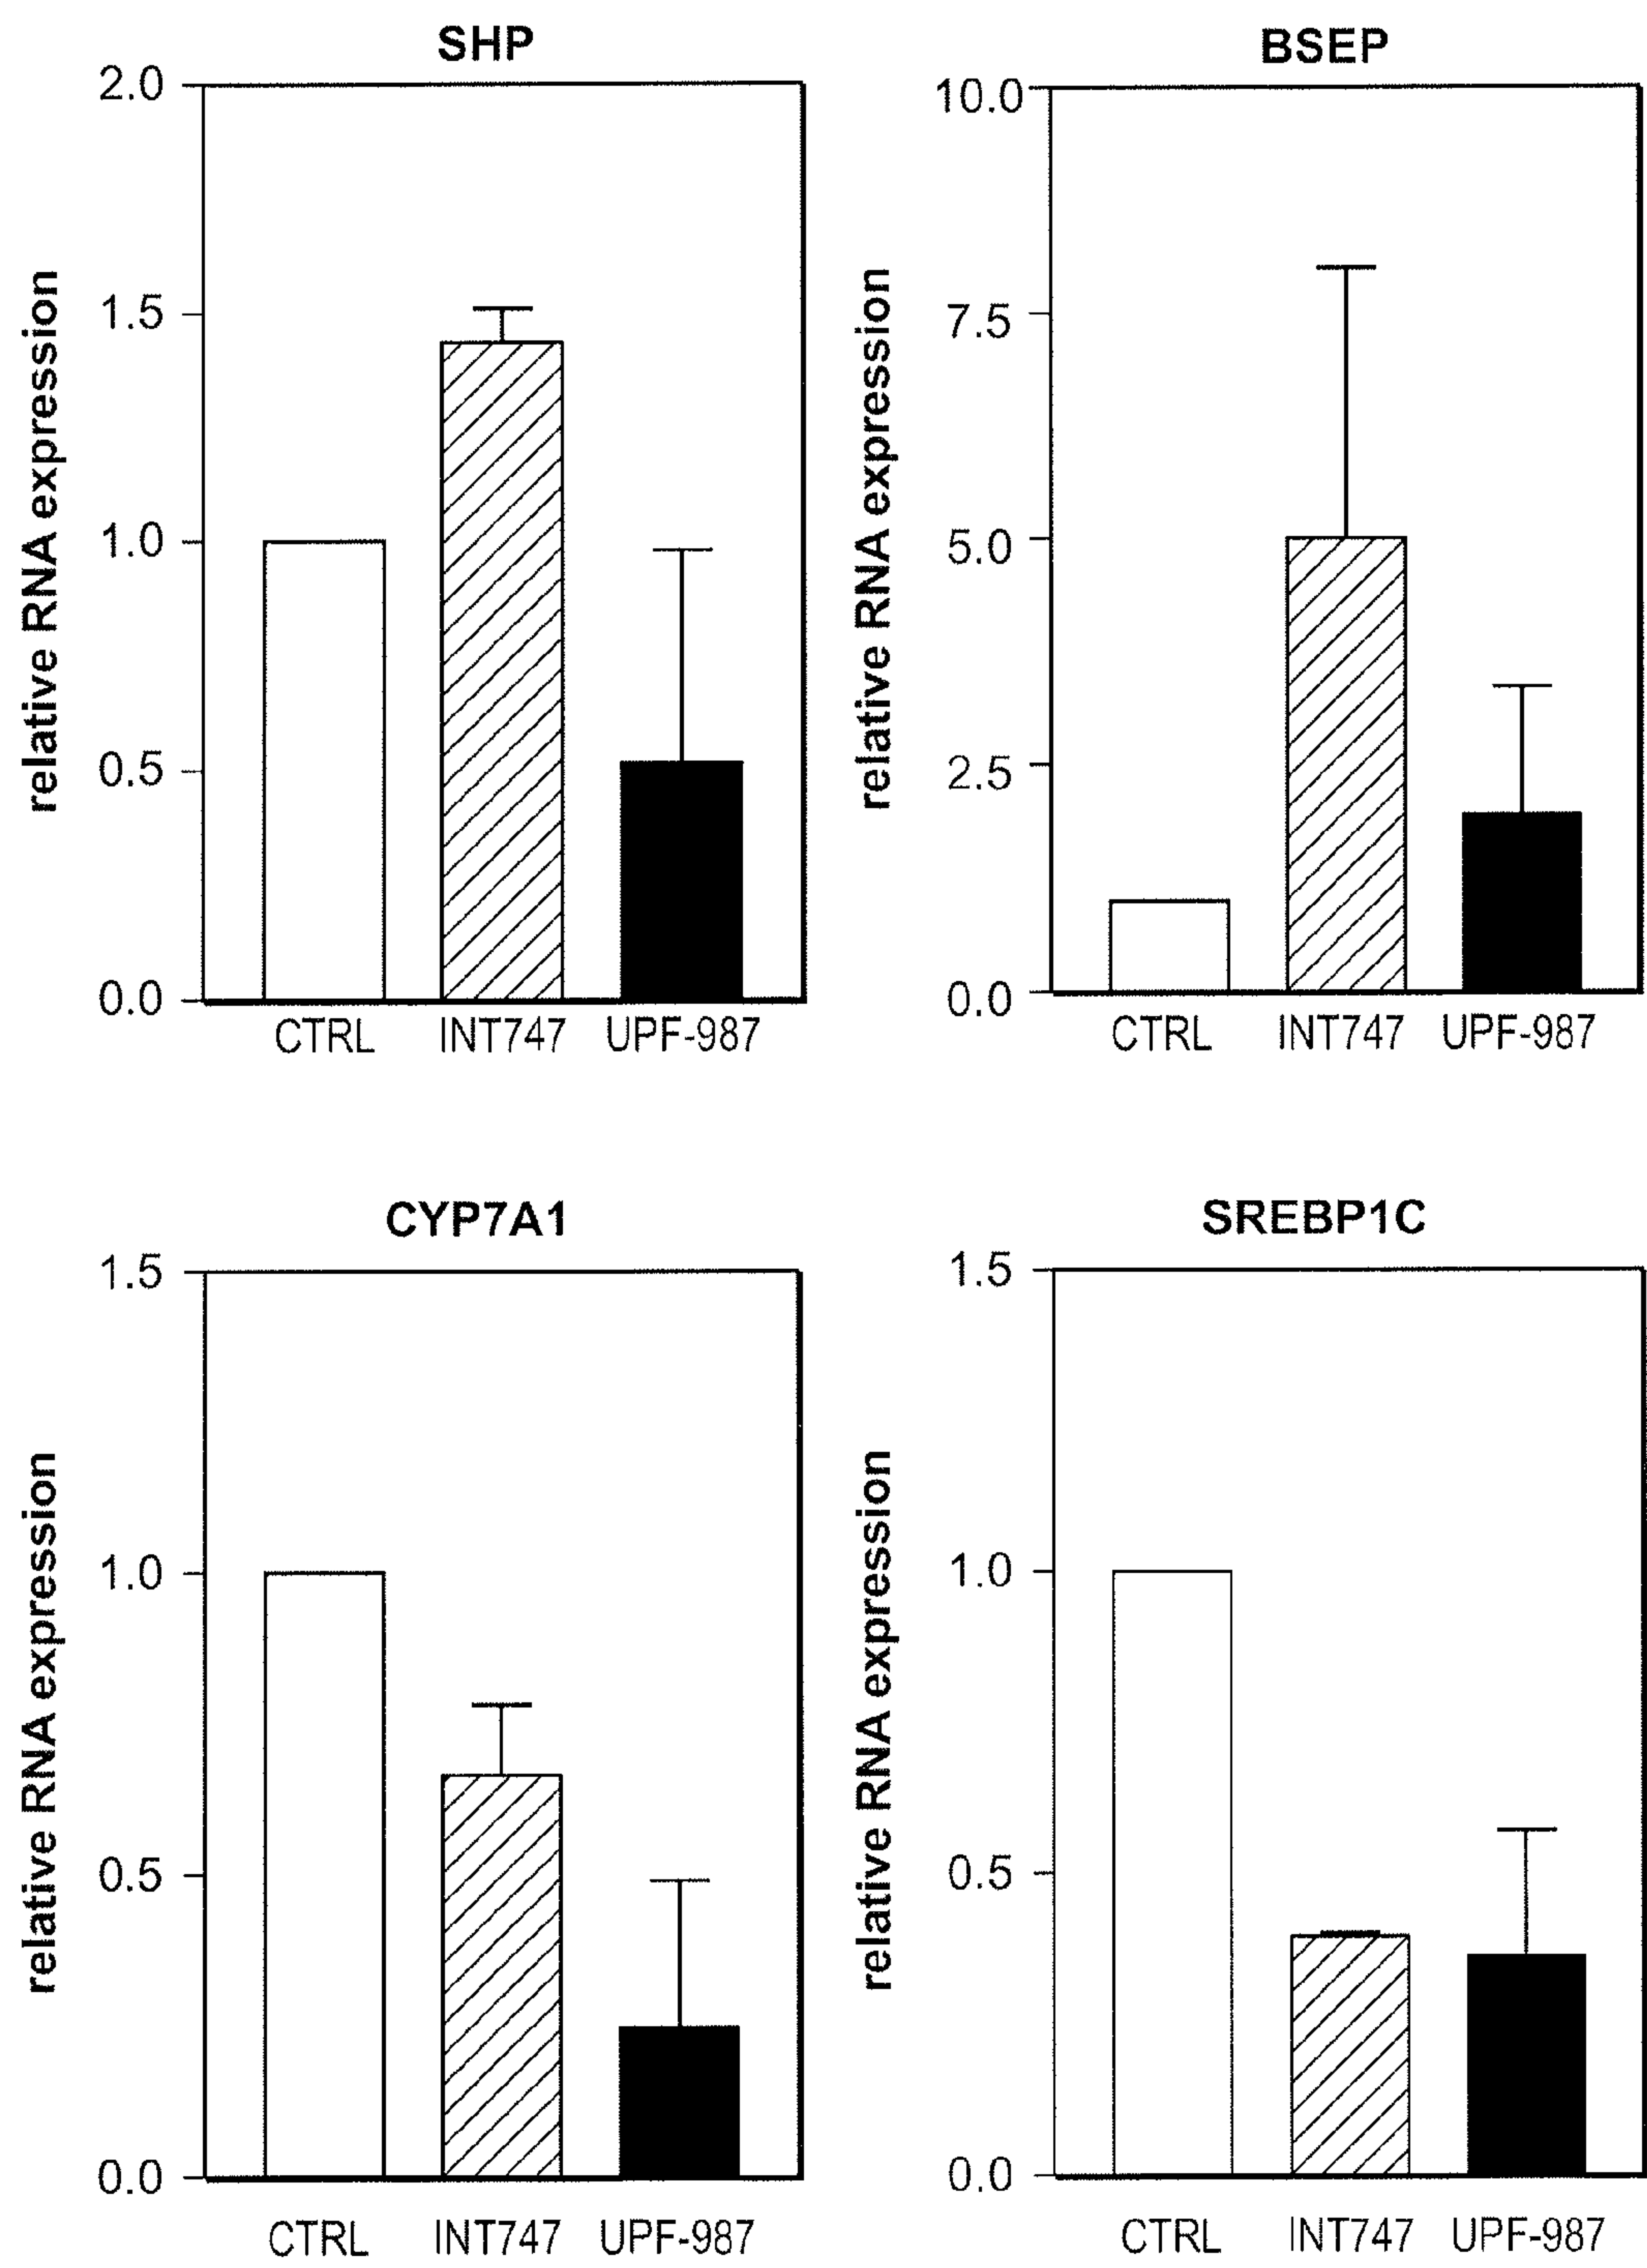 SHP
2.0
1.5
1.0
0.5
0.0
relative RNA expression
CTRL INT747 UPF-987
BSEP
10.0
7.5
5.0
2.5
0.0
relative RNA expression
CTRL INT747 UPF-987
CYP7A1
1.5
1.0
0.5
0.0
relative RNA expression
CTRL INT747 UPF-987
SREBP1C
1.5
1.0
0.5
0.0
relative RNA expression
CTRL INT747 UPF-987